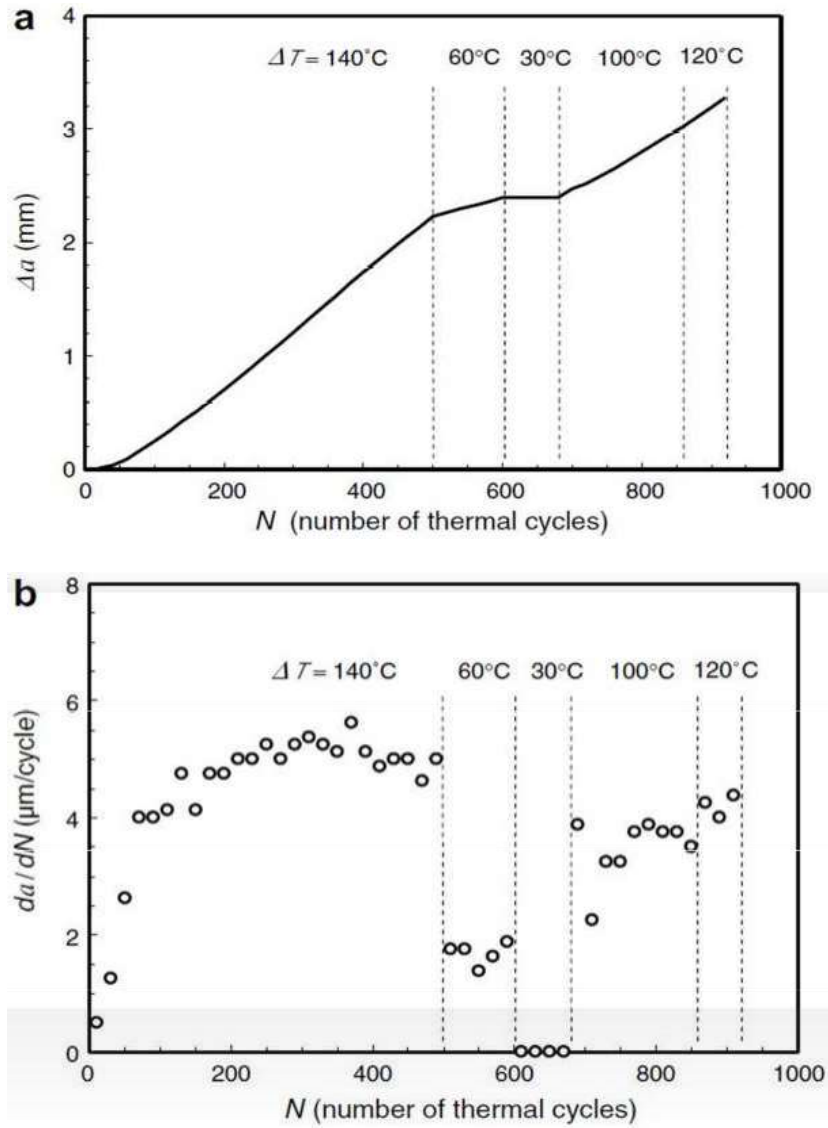 a
4
ΔT = 140°C 60°C 30°C 100°C 120°C
3
Δa (mm)
2
1
0
0 200 400 600 800 1000
N (number of thermal cycles)
b
8
ΔT = 140°C 60°C 30°C 100°C 120°C
6
da/dN (μm/cycle)
4
2
0
0 200 400 600 800 1000
N (number of thermal cycles)